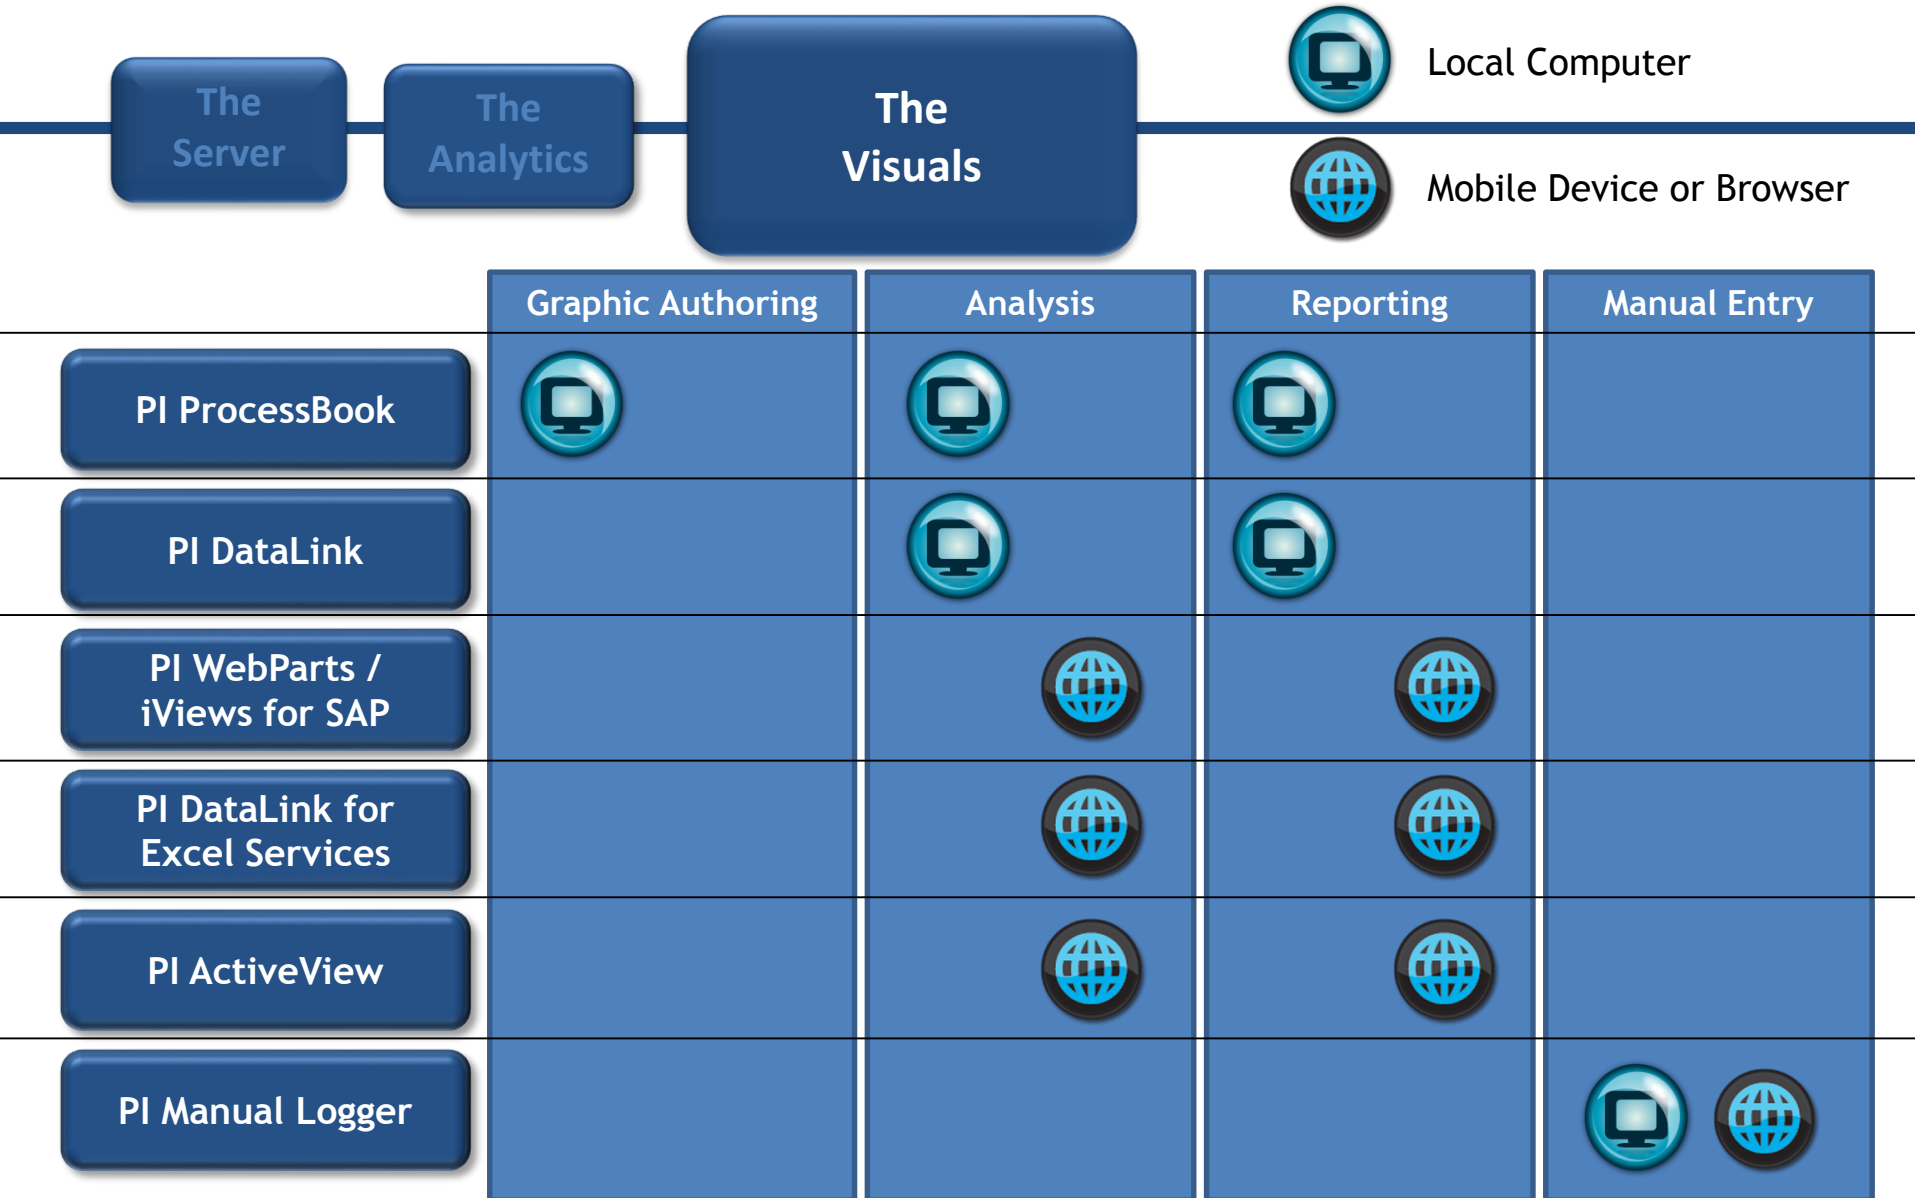 The
Server
The
Analytics
The
Visuals
Local Computer
Mobile Device or Browser
Graphic Authoring
Analysis
Reporting
Manual Entry
PI ProcessBook
PI DataLink
PI WebParts /
iViews for SAP
PI DataLink for
Excel Services
PI ActiveView
PI Manual Logger